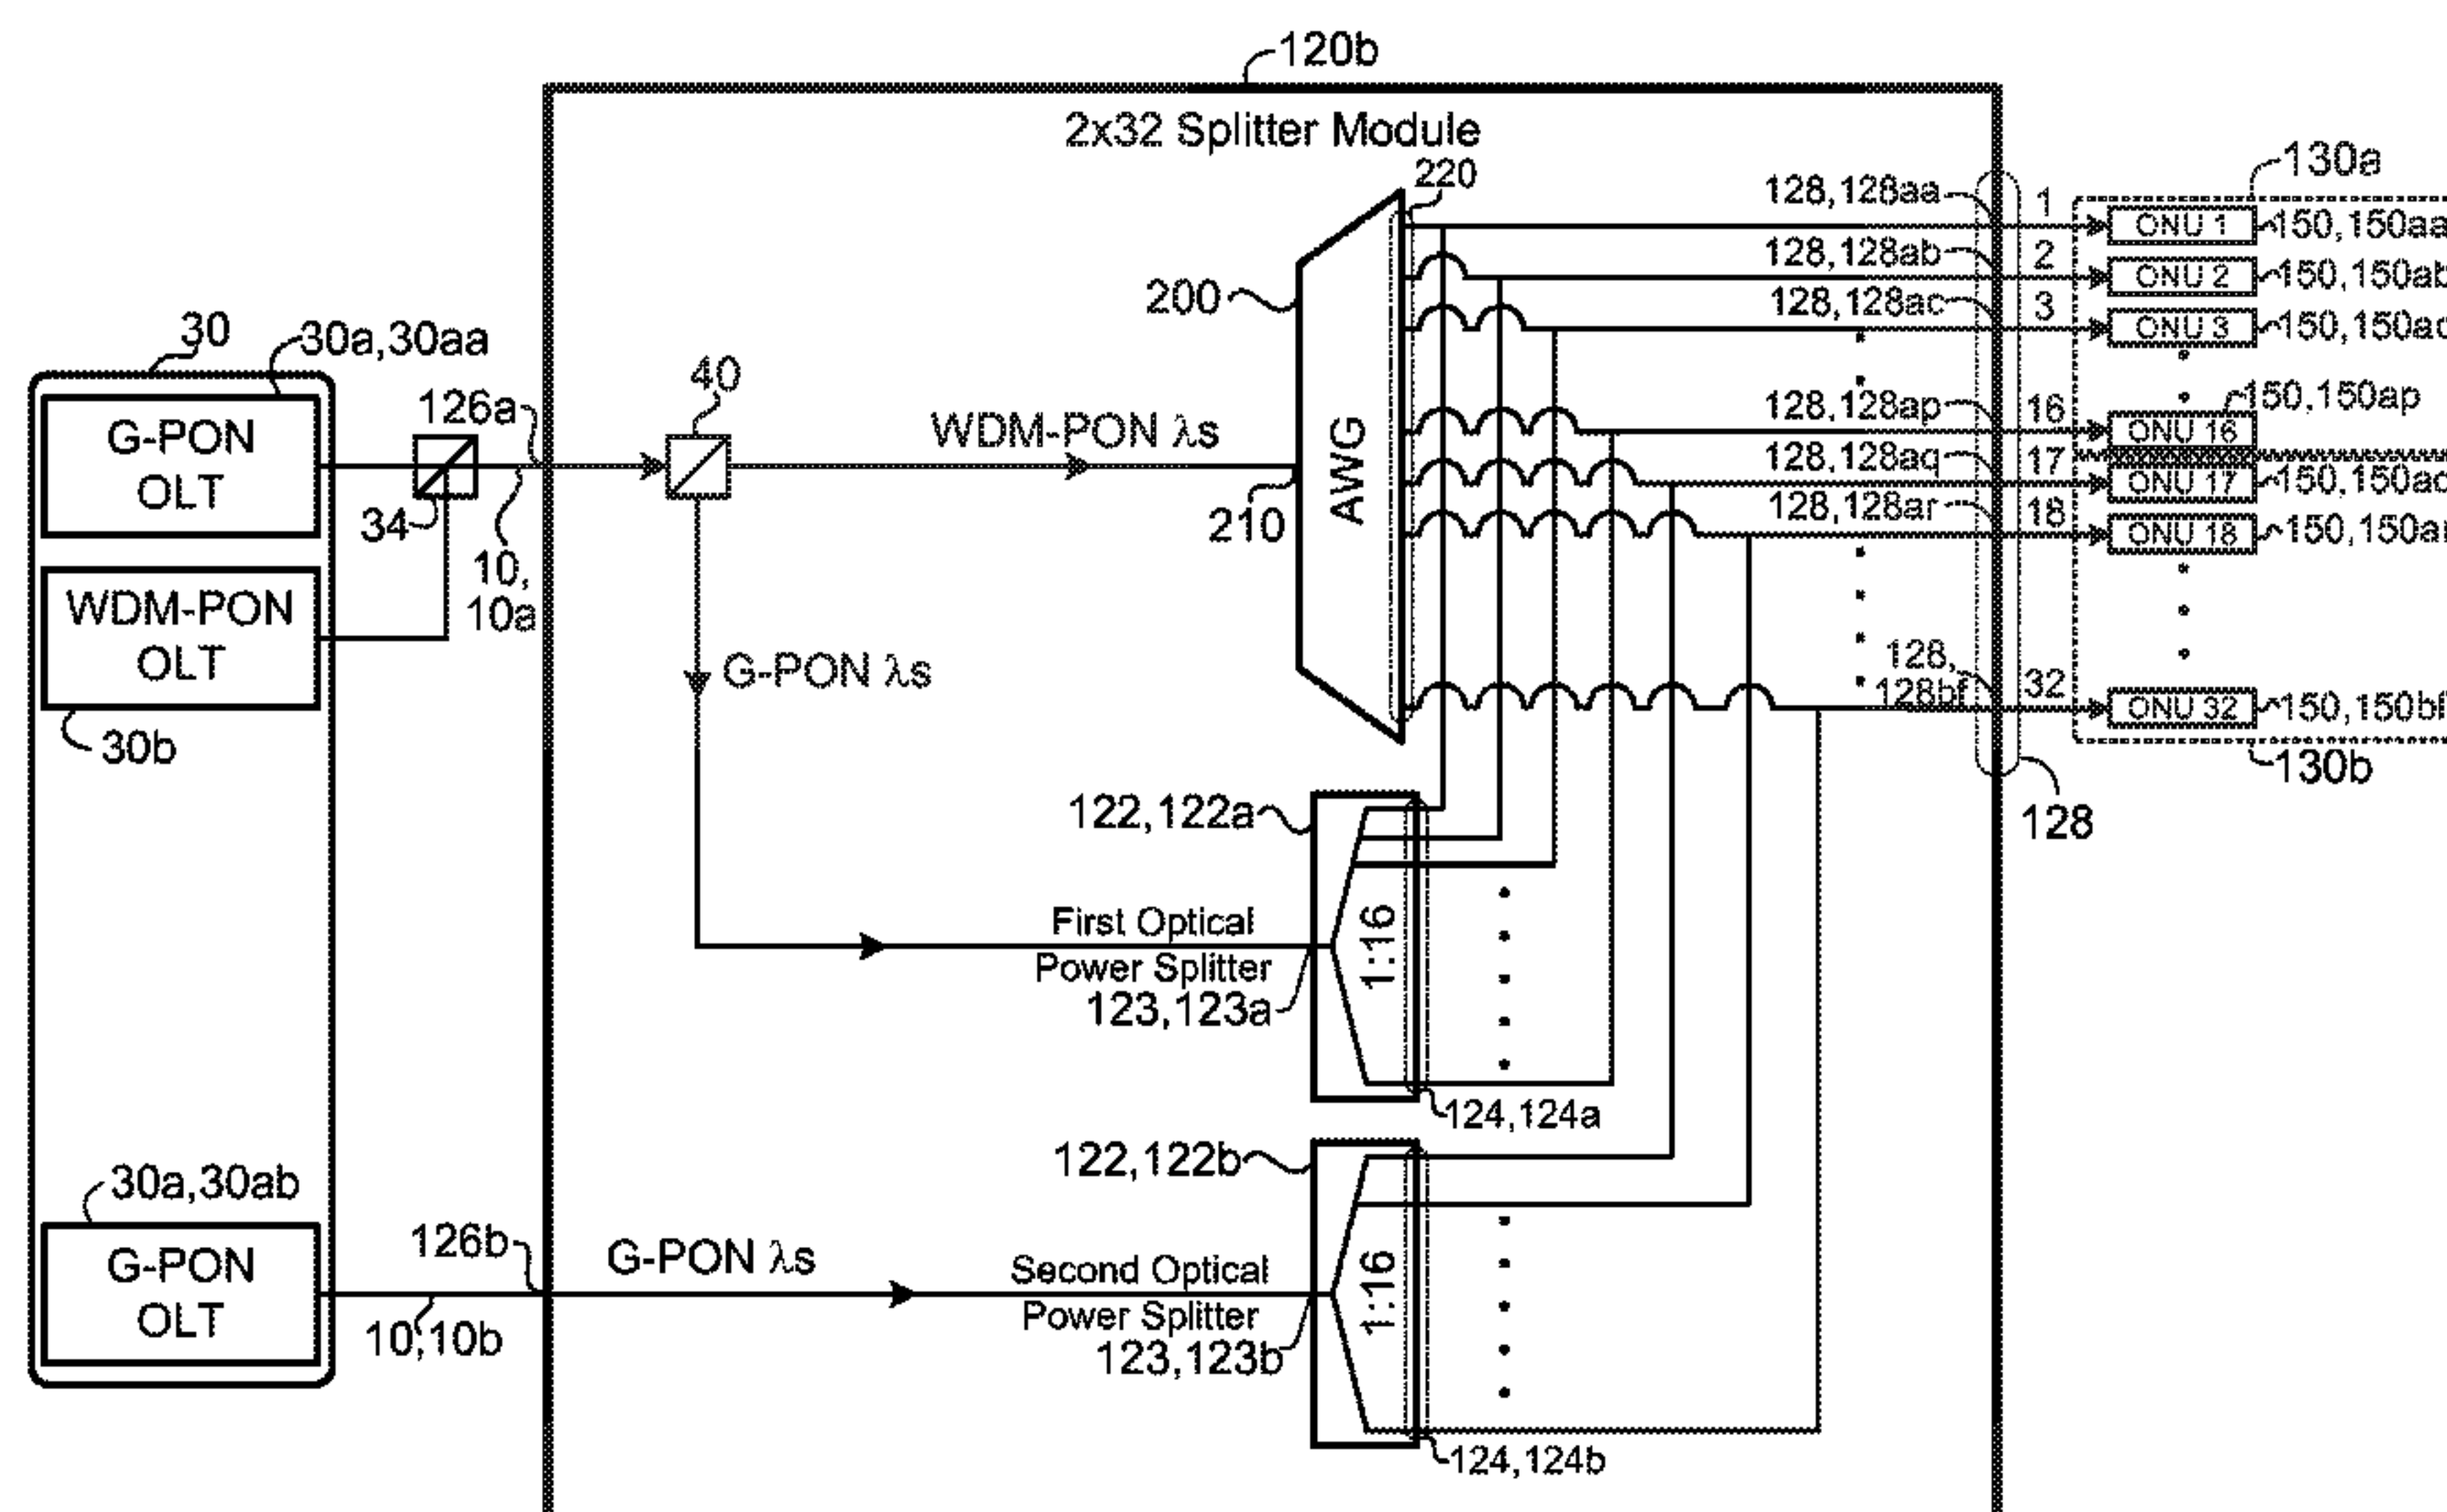 120b
2x32 Splitter Module
220
130a
128,128aa
1
ONU 1
150,150aa
128,128ab
2
ONU 2
150,150ab
200
128,128ac
3
ONU 3
150,150ac
30
30a,30aa
40
126a
WDM-PON λs
AWG
128,128ap
16
150,150ap
ONU 16
G-PON
OLT
128,128aq
17
ONU 17
34
210
128,128ar
18
ONU 18
10,
10a
WDM-PON
OLT
G-PON λs
128,
128bf
32
ONU 32
150,150bf
30b
130b
122,122a
128
First Optical
Power Splitter
1:16
123,123a
124,124a
122,122b
30a,30ab
126b
G-PON λs
G-PON
OLT
Second Optical
Power Splitter
1:16
10,10b
123,123b
124,124b